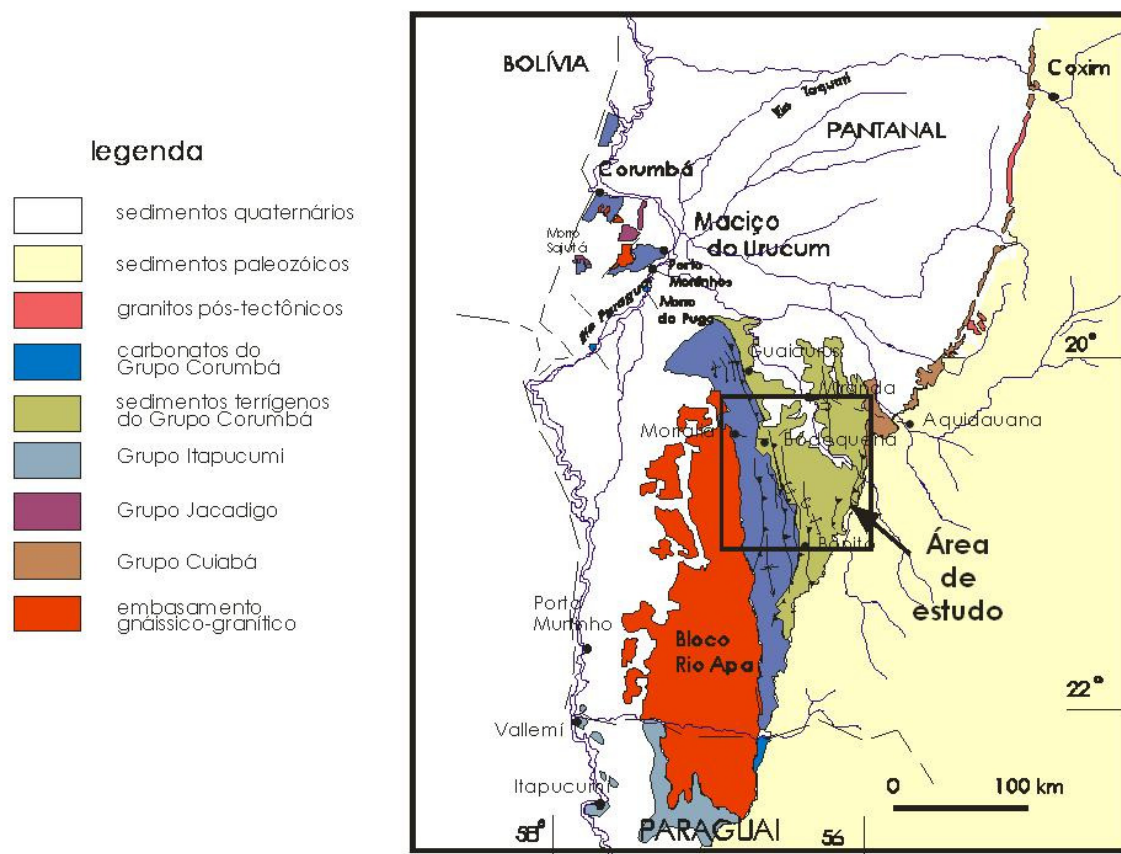 legenda
sedimentos quaternários
sedimentos paleozóicos
granitos pós-tectônicos
carbonatos do
Grupo Corumbá
sedimentos terrígenos
do Grupo Corumbá
Grupo Itapucumi
Grupo Jacadigo
Grupo Cuiabá
embasamento
gnáissico-granítico
BOLÍVIA
Coxim
Rio Taquari
PANTANAL
Corumbá
Maciço
do Urucum
Morro
Porto
Morrinhos
Morro
do Puga
Rio Paraguai
Guaicurus
20°
Miranda
Aquidauana
Morraria
Bodoquena
Bonito
Área
de
estudo
Porto
Murtinho
Bloco
Rio Apa
22°
Vallemí
Itapucumí
0 100 km
58°
PARAGUAI
56